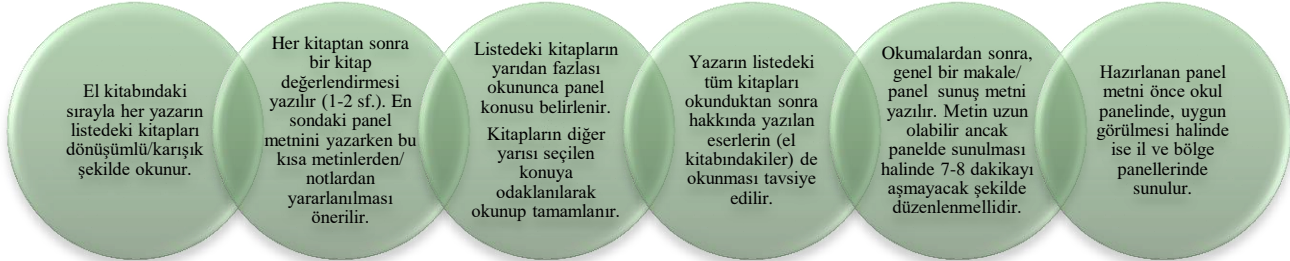 El kitabındaki
sırayla her yazarın
listedeki kitapları
dönüşümlü/karışık
şekilde okunur.
Her kitaptan sonra
bir kitap
değerlendirmesi
yazılır (1-2 sf.). En
sondaki panel
metnini yazarken bu
kısa metinlerden/
notlardan
yararlanılması
önerilir.
Listedeki kitapların
yarıdan fazlası
okununca panel
konusu belirlenir.
Kitapların diğer
yarısı seçilen
konuya
odaklanılarak
okunup tamamlanır.
Yazarın listedeki
tüm kitapları
okunduktan sonra
hakkında yazılan
eserlerin (el
kitabındakiler) de
okunması tavsiye
edilir.
Okumalardan sonra,
genel bir makale/
panel sunuş metni
yazılır. Metin uzun
olabilir ancak
panelde sunulması
halinde 7-8 dakikayı
aşmayacak şekilde
düzenlenmellidir.
Hazırlanan panel
metni önce okul
panelinde, uygun
görülmesi halinde
ise il ve bölge
panellerinde
sunulur.